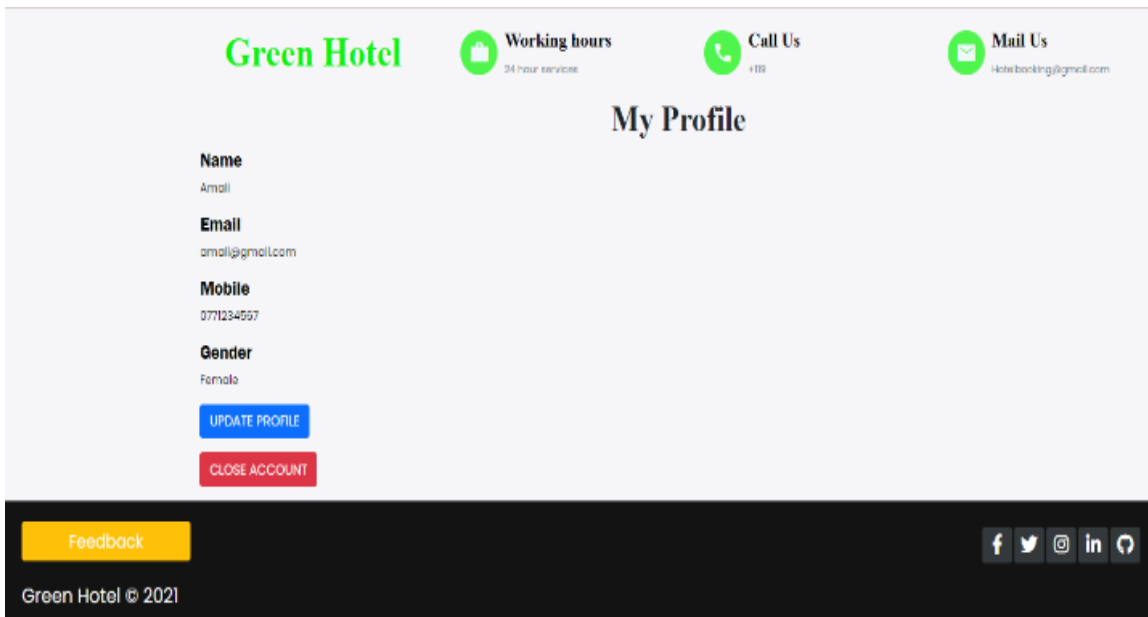 Green Hotel
Working hours
24 hour services
Call Us
+119
Mail Us
Hotelbooking@gmail.com
My Profile
Name
Amali
Email
amali@gmail.com
Mobile
0771234567
Gender
Female
UPDATE PROFILE
CLOSE ACCOUNT
Feedback
Green Hotel © 2021